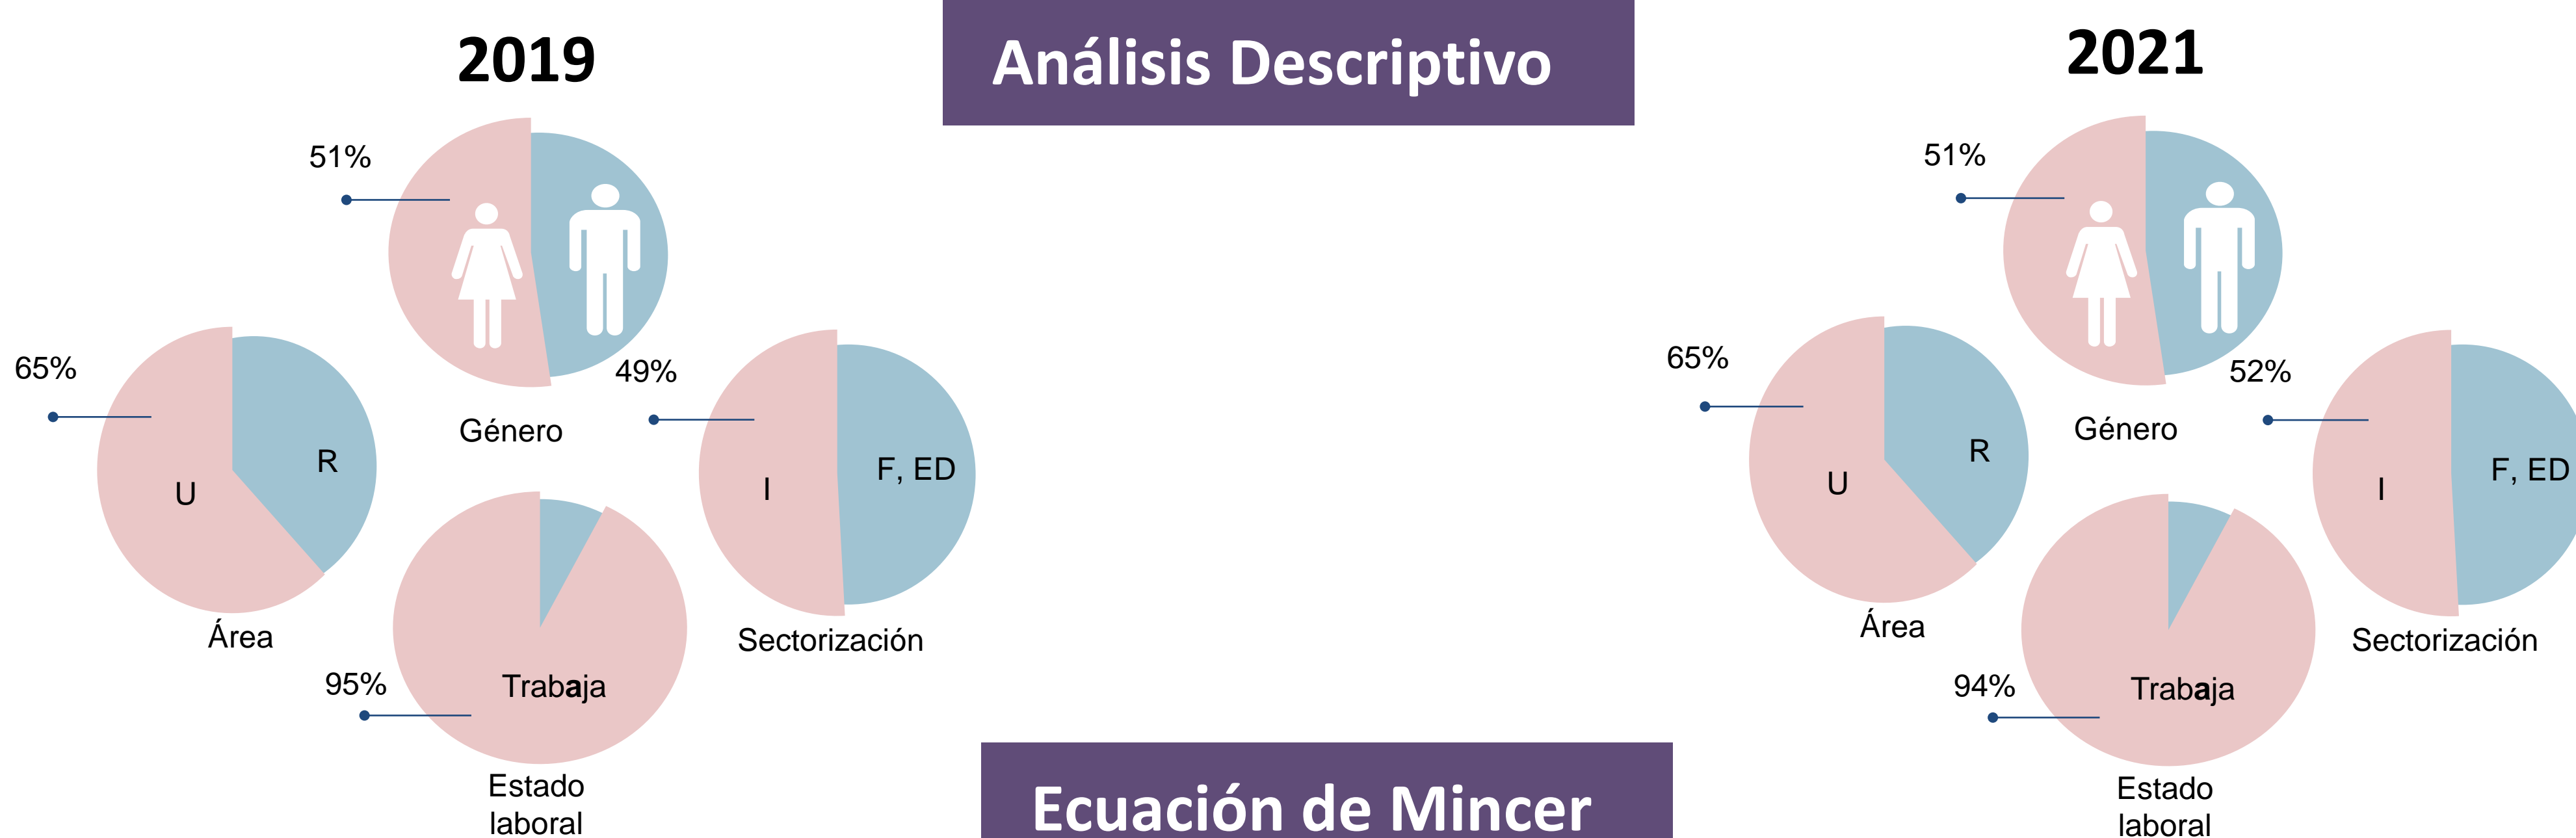 2019
51%
65%
49%
U
R
Género
I
F, ED
Área
Sectorización
95%
Trabaja
Estado
laboral
Análisis Descriptivo
2021
51%
65%
52%
U
R
Género
I
F, ED
Área
Sectorización
94%
Trabaja
Estado
laboral
Ecuación de Mincer